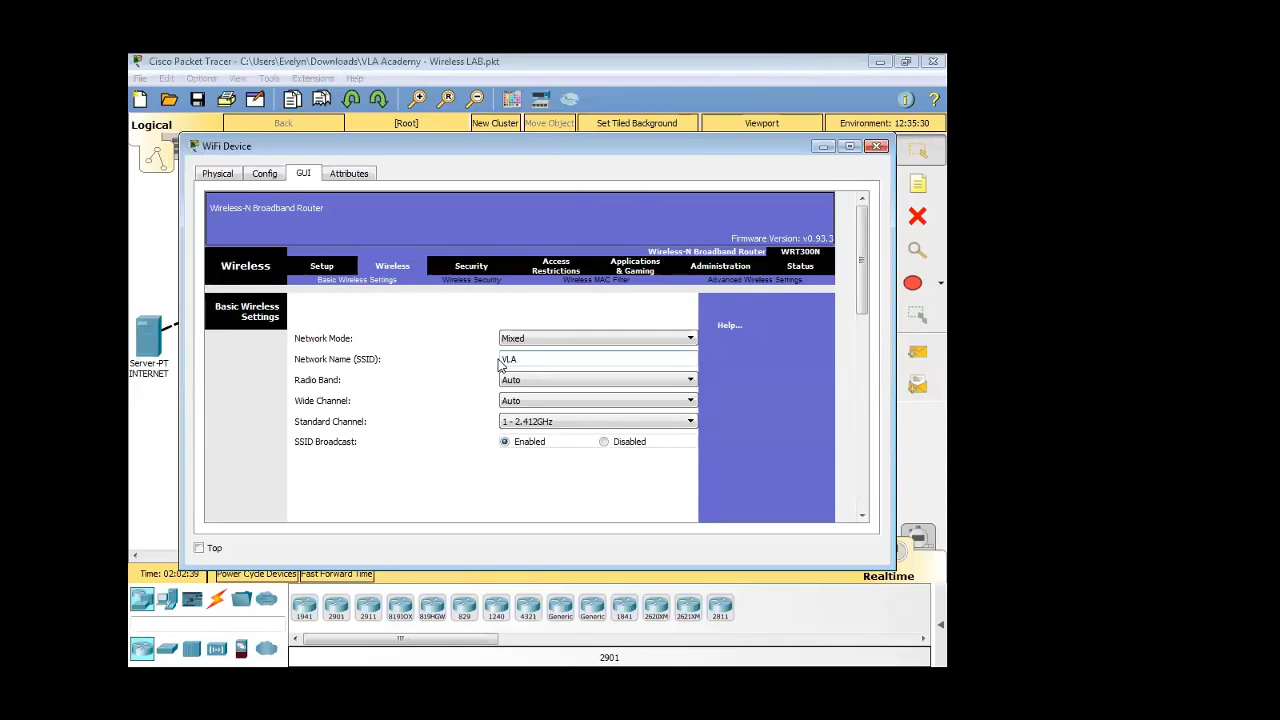 Cisco Packet Tracer - C:\Users\Evelyn\Downloads\VLA Academy - Wireless LAB.pkt
File Edit Options View Tools Extensions Help
Logical Back [Root] New Cluster Move Object Set Tiled Background Viewport Environment: 12:35:30
WiFi Device
Physical Config GUI Attributes
Wireless-N Broadband Router
Firmware Version: v0.93.3
Wireless-N Broadband Router WRT300N
Wireless Setup Wireless Security Access Restrictions Applications & Gaming Administration Status
Basic Wireless Settings Wireless Security Wireless MAC Filter Advanced Wireless Settings
Basic Wireless Settings
Help...
Network Mode: Mixed
Network Name (SSID): VLA
Radio Band: Auto
Wide Channel: Auto
Standard Channel: 1 - 2.412GHz
SSID Broadcast: Enabled Disabled
Server-PT
INTERNET
Top
Time: 02:02:39 Power Cycle Devices Fast Forward Time Realtime
1941 2901 2911 819IOX 819HGW 829 1240 4321 Generic Generic 1841 2620XM 2621XM 2811
2901